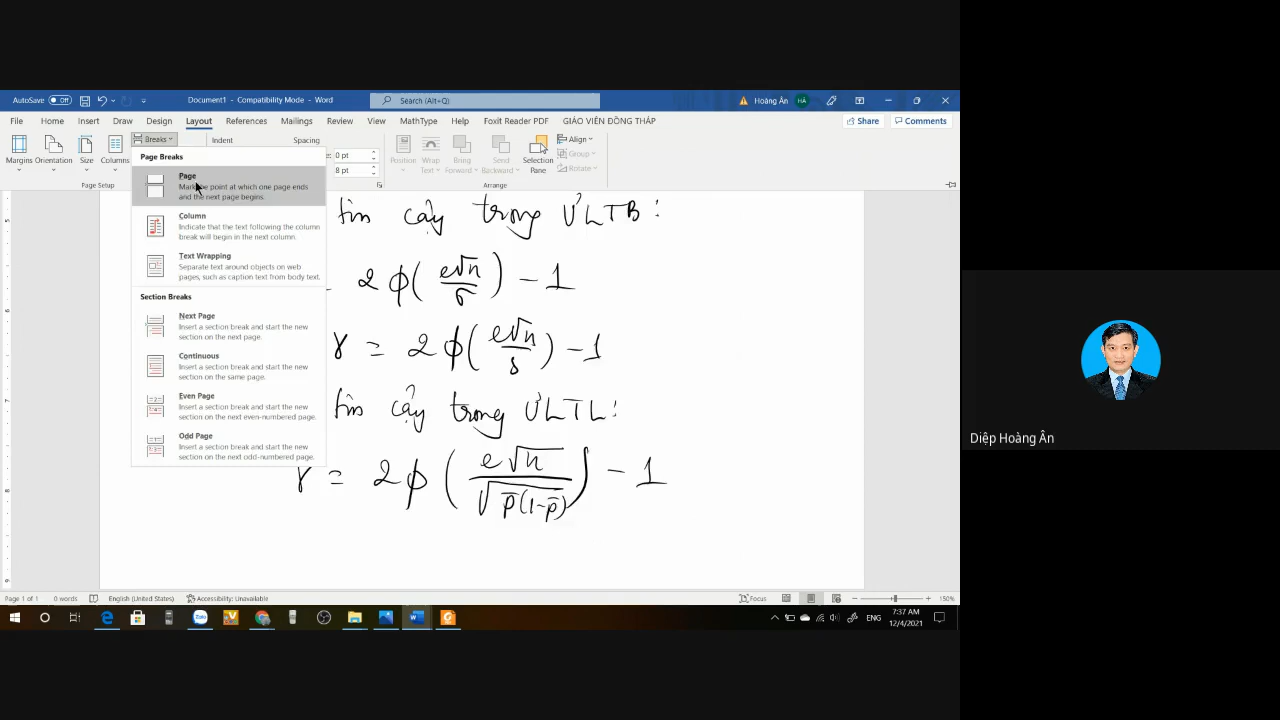 AutoSave Off Document1 - Compatibility Mode - Word Search (Alt+Q) Hoàng Ân HÂ
File Home Insert Draw Design Layout References Mailings Review View MathType Help Foxit Reader PDF GIÁO VIÊN ĐỒNG THÁP Share Comments
Margins Orientation Size Columns Breaks Indent Spacing 0 pt 8 pt Position Wrap Text Bring Forward Send Backward Selection Pane Align Group Rotate
Page Setup Arrange
Page Breaks
Page
Mark the point at which one page ends
and the next page begins.
Column
Indicate that the text following the column
break will begin in the next column.
Text Wrapping
Separate text around objects on web
pages, such as caption text from body text.
Section Breaks
Next Page
Insert a section break and start the new
section on the next page.
Continuous
Insert a section break and start the new
section on the same page.
Even Page
Insert a section break and start the new
section on the next even-numbered page.
Odd Page
Insert a section break and start the new
section on the next odd-numbered page.
tin cậy trong ƯLTB:
2ϕ(e√n/σ) - 1
γ = 2ϕ(e√n/s) - 1
tin cậy trong ƯLTL:
γ = 2ϕ(e√n/√p̄(1-p̄)) - 1
Diệp Hoàng Ân
Page 1 of 1 0 words English (United States) Accessibility: Unavailable Focus 150%
Zalo ENG 7:37 AM
12/4/2021